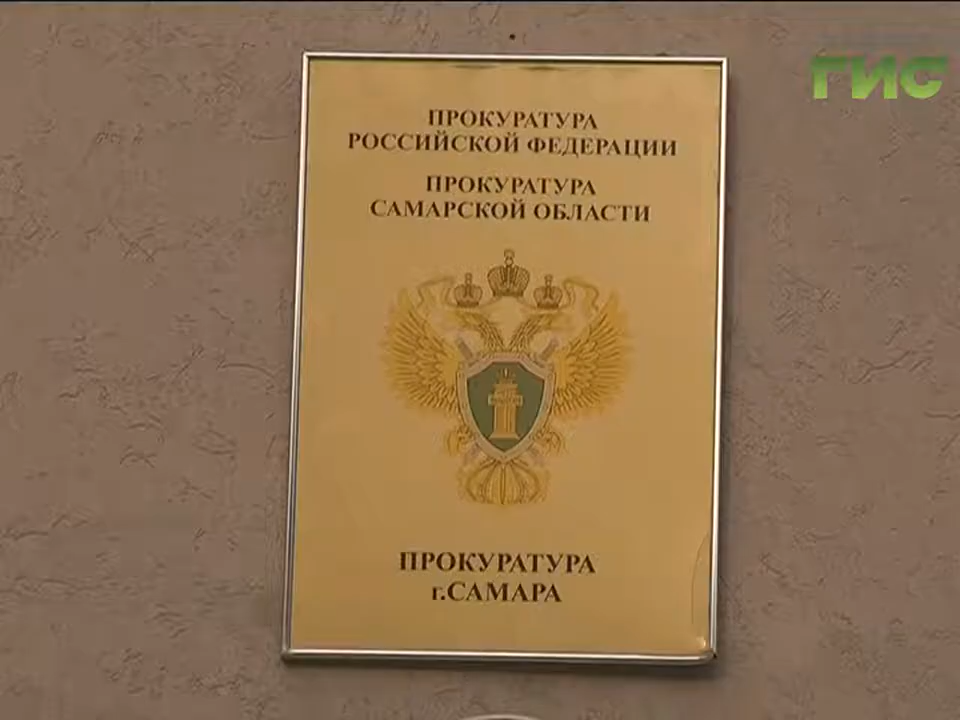 ГИС
ПРОКУРАТУРА
РОССИЙСКОЙ ФЕДЕРАЦИИ
ПРОКУРАТУРА
САМАРСКОЙ ОБЛАСТИ
ПРОКУРАТУРА
г.САМАРА